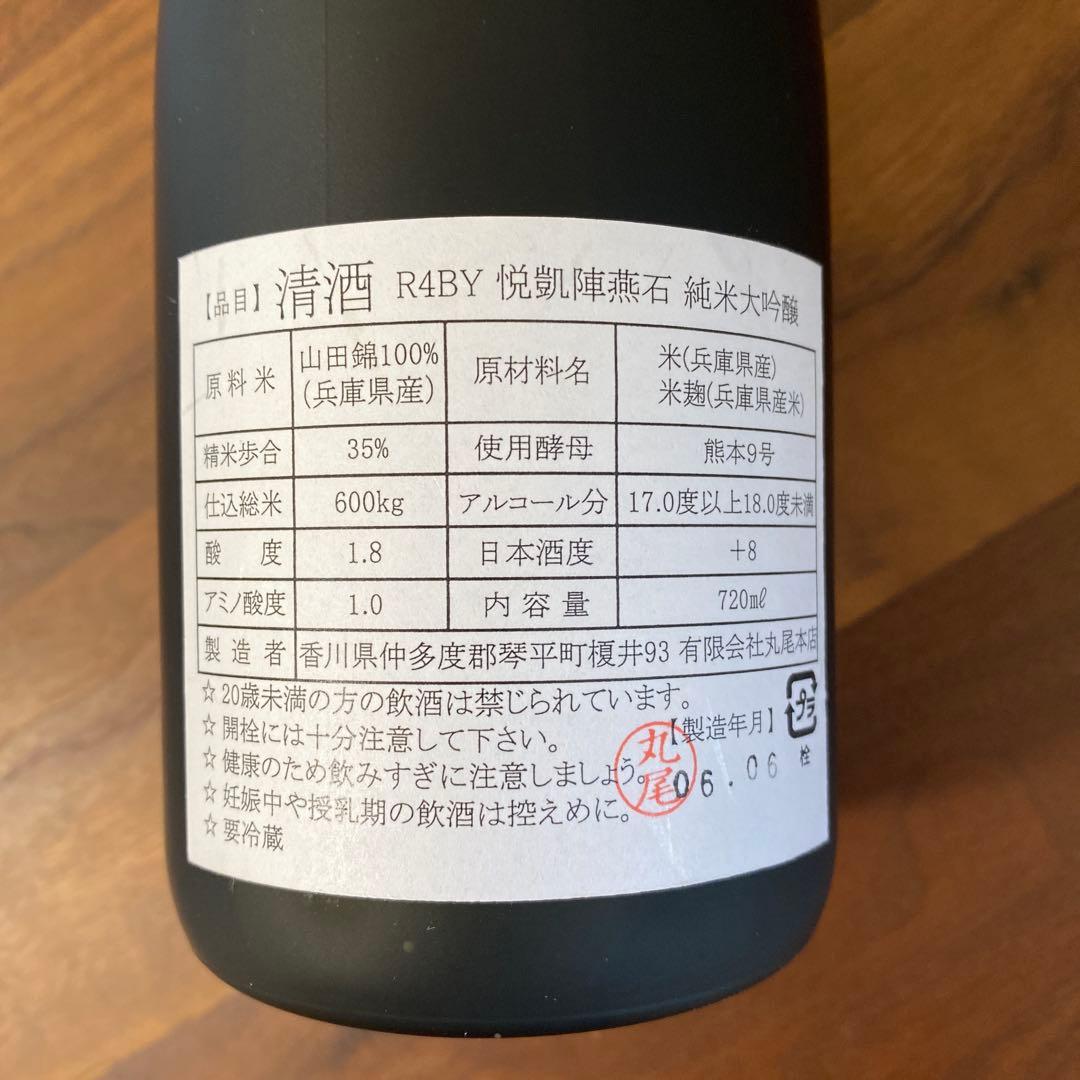 【品目】清酒 R4BY 悦凱陣燕石 純米大吟醸
原料米 山田錦100%(兵庫県産) 原材料名 米(兵庫県産) 米麹(兵庫県産米)
精米歩合 35% 使用酵母 熊本9号
仕込総米 600kg アルコール分 17.0度以上18.0度未満
酸度 1.8 日本酒度 +8
アミノ酸度 1.0 内容量 720mℓ
製造者 香川県仲多度郡琴平町榎井93 有限会社丸尾本店
☆20歳未満の方の飲酒は禁じられています。
☆開栓には十分注意して下さい。
☆健康のため飲みすぎに注意しましょう。
☆妊娠中や授乳期の飲酒は控えめに。
☆要冷蔵
【製造年月】
06.06
丸尾
プラ
栓